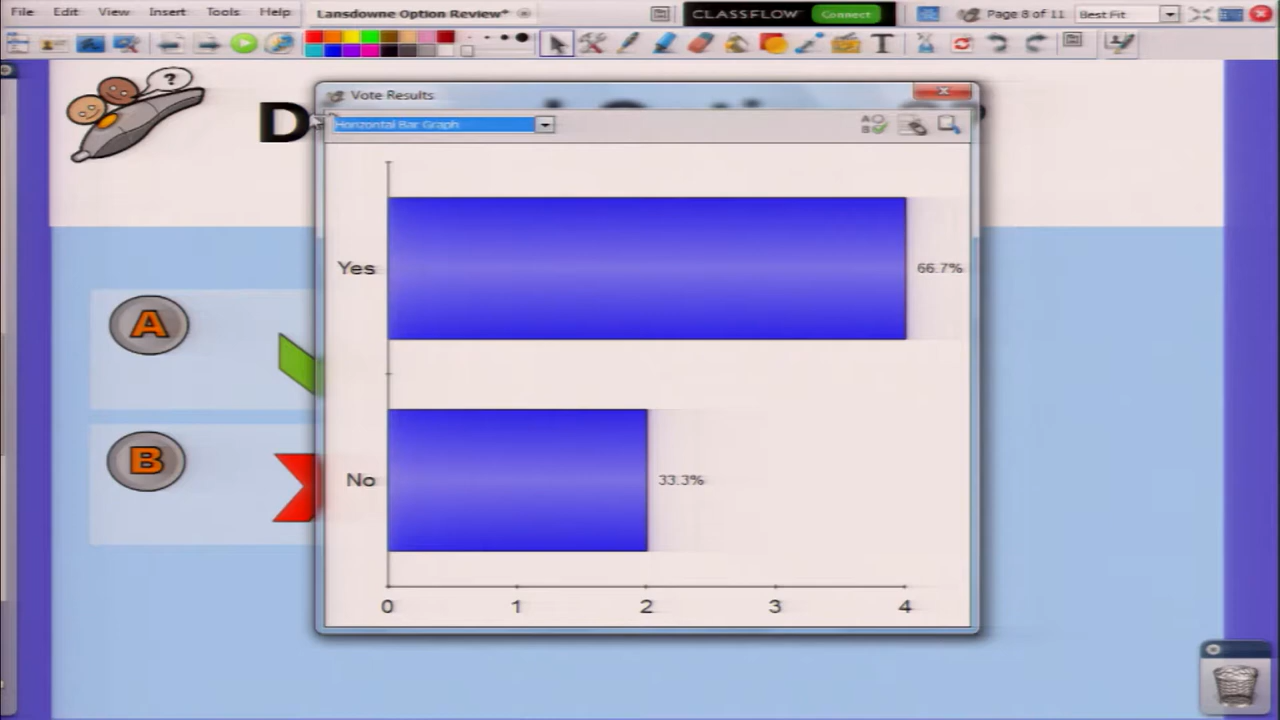 File Edit View Insert Tools Help Lansdowne Option Review* CLASSFLOW Connect Page 8 of 11 Best Fit
T
?
D
Vote Results
Horizontal Bar Graph
A
B
Yes
66.7%
No
33.3%
0 1 2 3 4
A
B